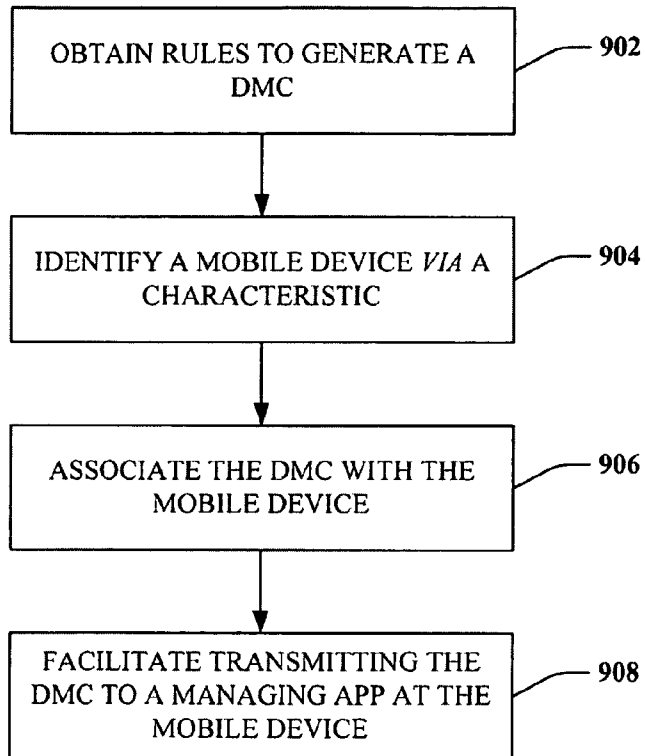 OBTAIN RULES TO GENERATE A
DMC
902
IDENTIFY A MOBILE DEVICE VIA A
CHARACTERISTIC
904
ASSOCIATE THE DMC WITH THE
MOBILE DEVICE
906
FACILITATE TRANSMITTING THE
DMC TO A MANAGING APP AT THE
MOBILE DEVICE
908